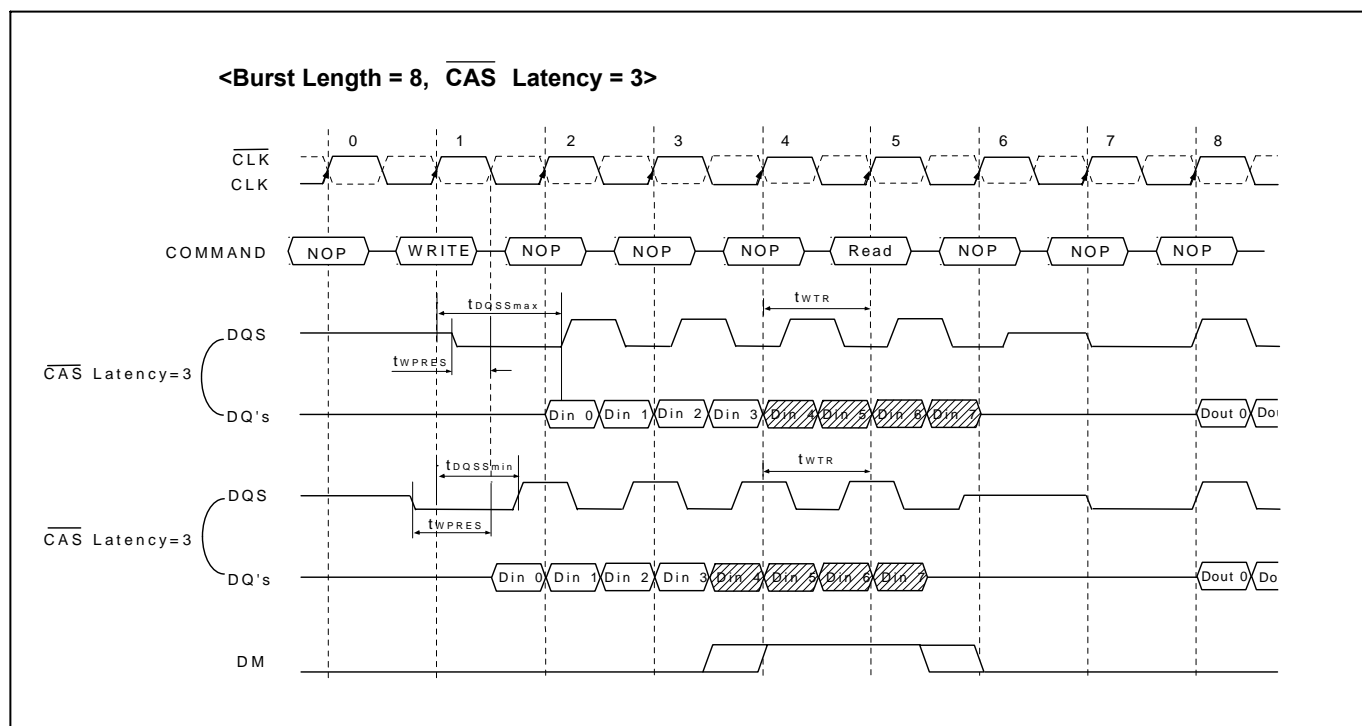 <Burst Length = 8, CAS Latency = 3>
0 1 2 3 4 5 6 7 8
CLK
CLK
COMMAND NOP WRITE NOP NOP NOP Read NOP NOP NOP
tDQSSmax tWTR
DQS
tWPRES
CAS Latency=3
DQ's Din 0 Din 1 Din 2 Din 3 Din 4 Din 5 Din 6 Din 7 Dout 0 Do
tDQSSmin tWTR
DQS
tWPRES
CAS Latency=3
DQ's Din 0 Din 1 Din 2 Din 3 Din 4 Din 5 Din 6 Din 7 Dout 0 Do
DM